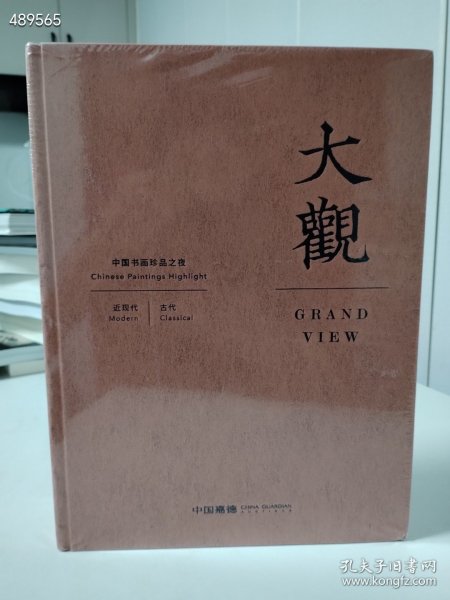 489565
大觀
GRAND
VIEW
中国书画珍品之夜
Chinese Paintings Highlight
近现代 古代
Modern Classical
中国嘉德 CHINA GUARDIAN
AUCTIONS
孔夫子旧书网
www.kongfz.com